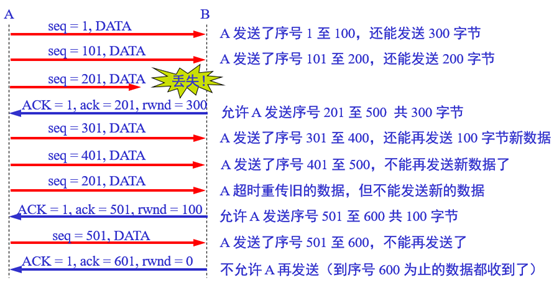 A B
seq = 1, DATA A 发送了序号 1 至 100，还能发送 300 字节
seq = 101, DATA A 发送了序号 101 至 200，还能发送 200 字节
seq = 201, DATA 丢失！
ACK = 1, ack = 201, rwnd = 300 允许 A 发送序号 201 至 500 共 300 字节
seq = 301, DATA A 发送了序号 301 至 400，还能再发送 100 字节新数据
seq = 401, DATA A 发送了序号 401 至 500，不能再发送新数据了
seq = 201, DATA A 超时重传旧的数据，但不能发送新的数据
ACK = 1, ack = 501, rwnd = 100 允许 A 发送序号 501 至 600 共 100 字节
seq = 501, DATA A 发送了序号 501 至 600，不能再发送了
ACK = 1, ack = 601, rwnd = 0 不允许 A 再发送（到序号 600 为止的数据都收到了）